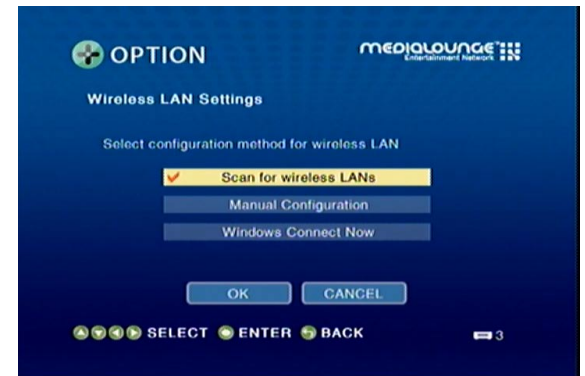 OPTION
MEDIALOUNGE™
Entertainment Network
Wireless LAN Settings
Select configuration method for wireless LAN
Scan for wireless LANs
Manual Configuration
Windows Connect Now
OK CANCEL
SELECT ENTER BACK 3